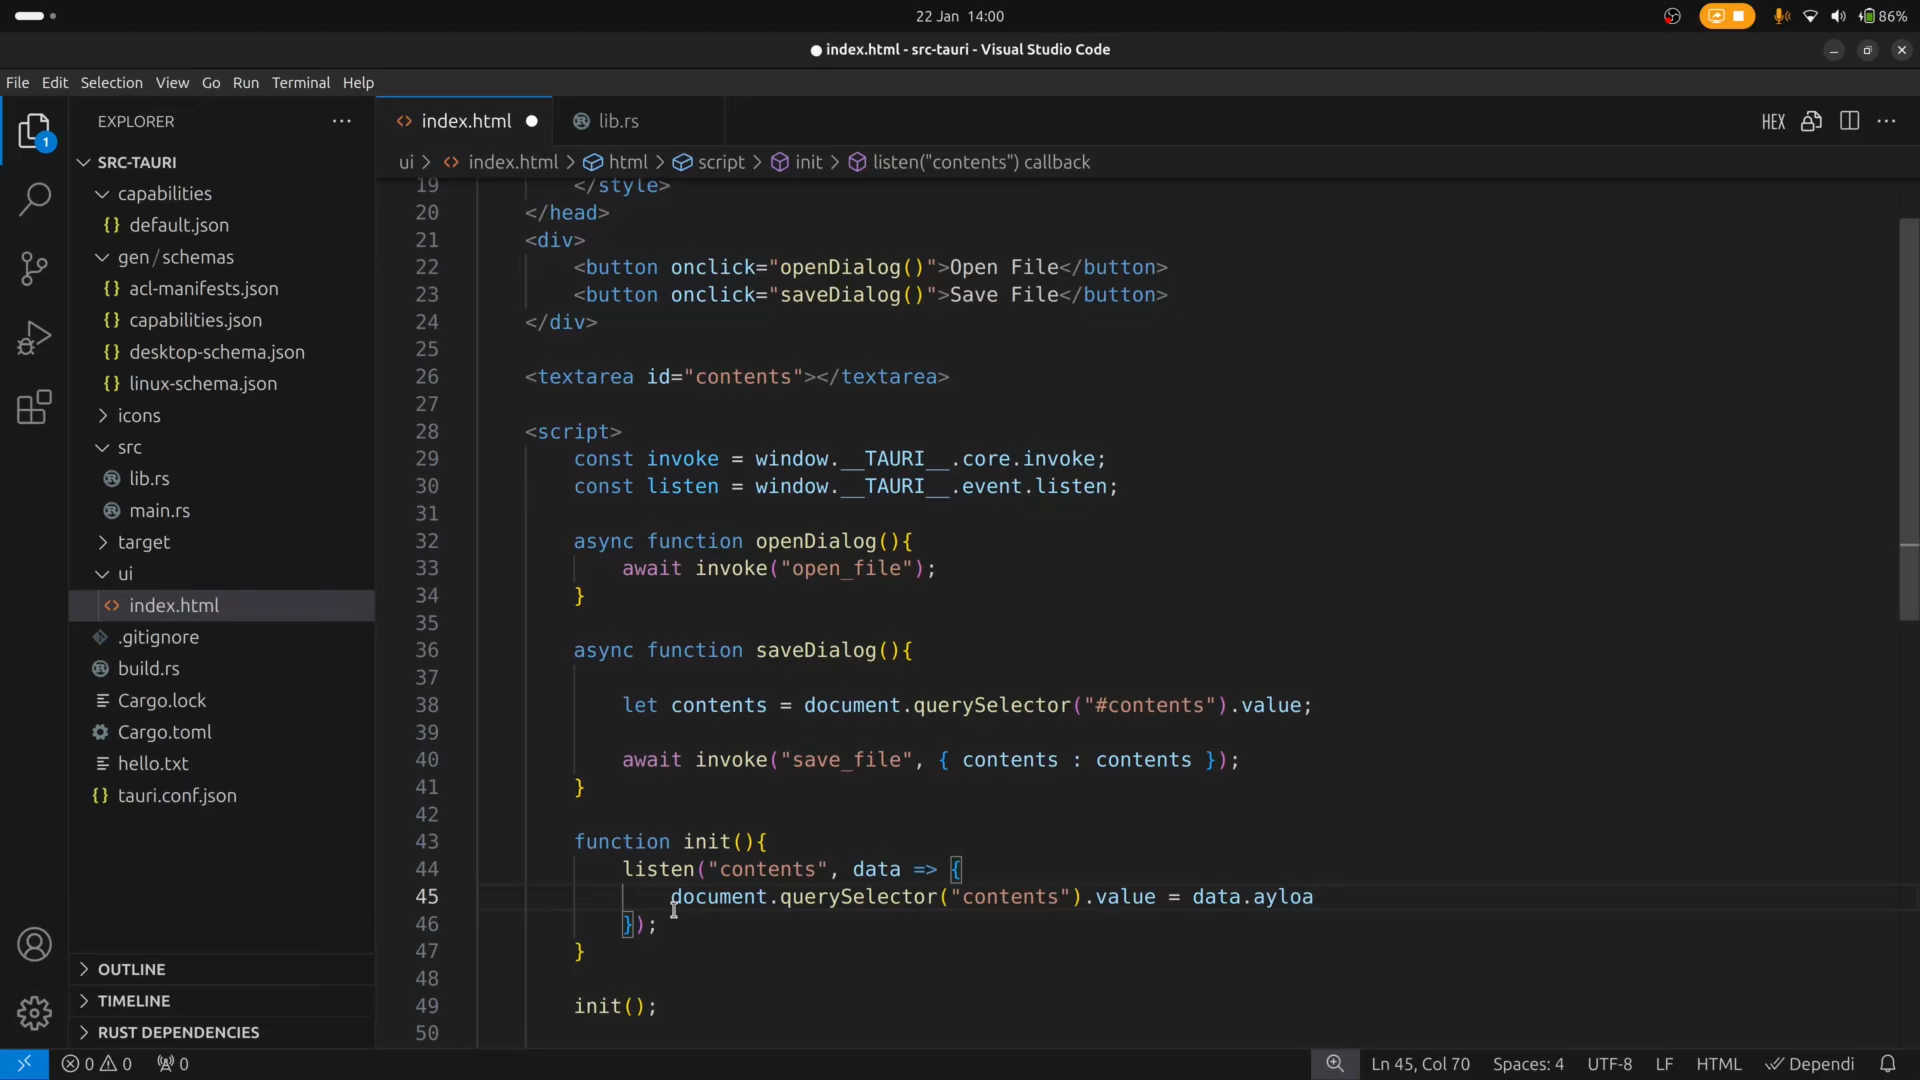 22 Jan 14:00
86%
index.html - src-tauri - Visual Studio Code
File Edit Selection View Go Run Terminal Help
EXPLORER
index.html
lib.rs
HEX
1
SRC-TAURI
ui > index.html > html > script > init > listen("contents") callback
capabilities
default.json
gen/schemas
acl-manifests.json
capabilities.json
desktop-schema.json
linux-schema.json
icons
src
lib.rs
main.rs
target
ui
index.html
.gitignore
build.rs
Cargo.lock
Cargo.toml
hello.txt
tauri.conf.json
OUTLINE
TIMELINE
RUST DEPENDENCIES
19 </style>
20 </head>
21 <div>
22 <button onclick="openDialog()">Open File</button>
23 <button onclick="saveDialog()">Save File</button>
24 </div>
25
26 <textarea id="contents"></textarea>
27
28 <script>
29 const invoke = window.__TAURI__.core.invoke;
30 const listen = window.__TAURI__.event.listen;
31
32 async function openDialog(){
33 await invoke("open_file");
34 }
35
36 async function saveDialog(){
37
38 let contents = document.querySelector("#contents").value;
39
40 await invoke("save_file", { contents : contents });
41 }
42
43 function init(){
44 listen("contents", data => {
45 document.querySelector("contents").value = data.ayloa
46 });
47 }
48
49 init();
50
0 0 0
Ln 45, Col 70 Spaces: 4 UTF-8 LF HTML Dependi